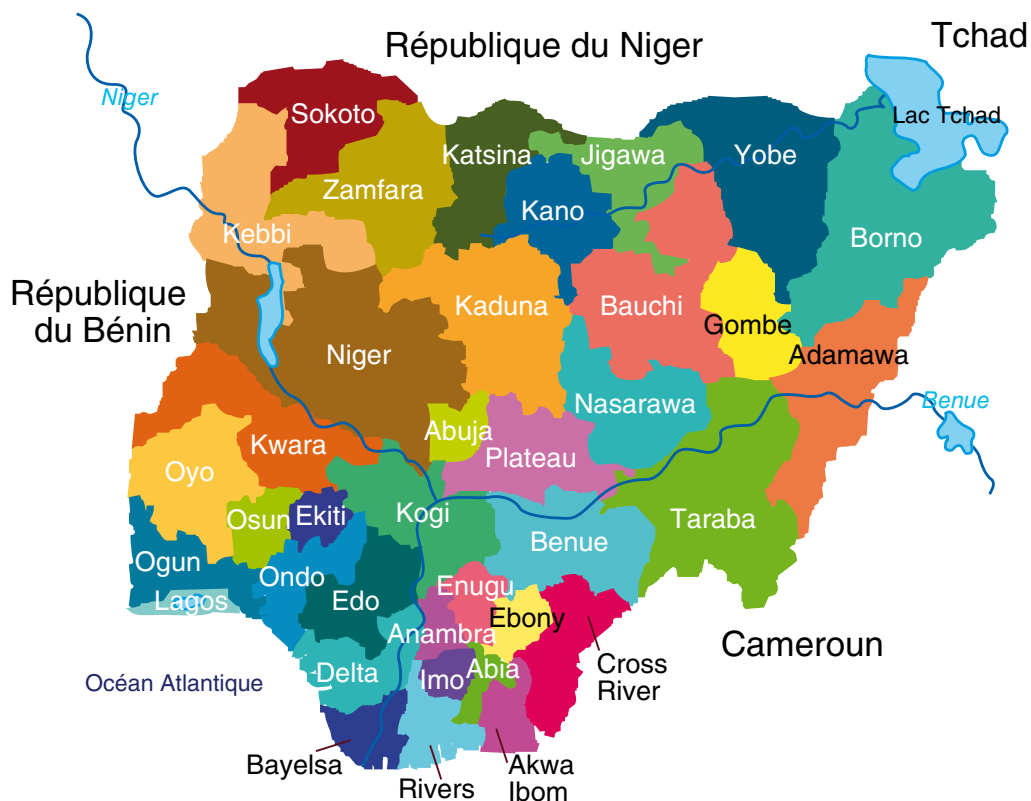 République du Niger
Tchad
Niger
Sokoto
Lac Tchad
Katsina
Jigawa
Yobe
Zamfara
Kano
Kebbi
Borno
République
du Bénin
Kaduna
Bauchi
Gombe
Niger
Adamawa
Nasarawa
Benue
Abuja
Kwara
Plateau
Oyo
Kogi
Osun
Ekiti
Taraba
Benue
Ogun
Ondo
Enugu
Lagos
Edo
Ebony
Anambra
Cameroun
Delta
Imo
Abia
Cross
River
Océan Atlantique
Bayelsa
Rivers
Akwa
Ibom